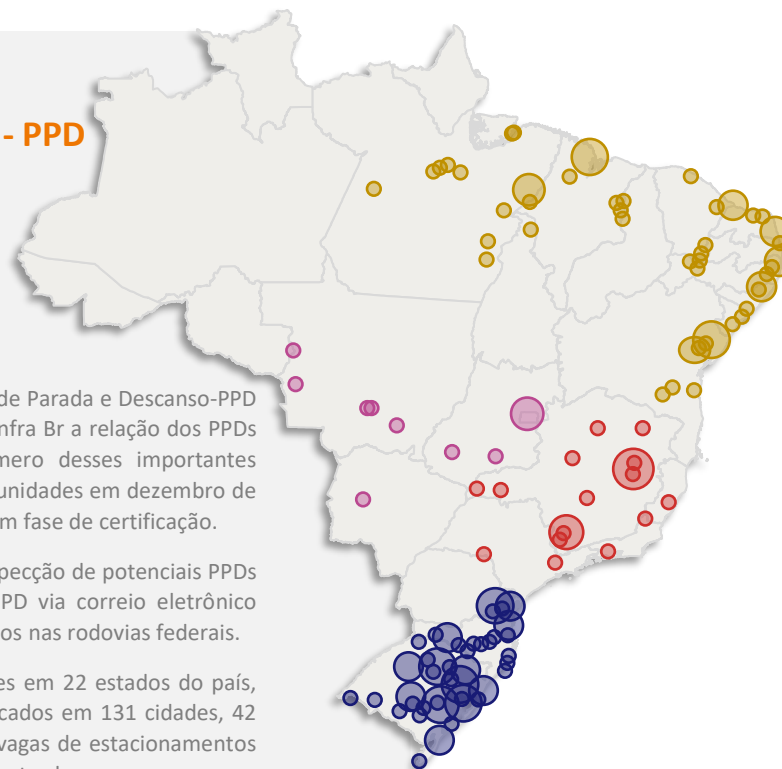 - PPD
de Parada e Descanso-PPD
nfra Br a relação dos PPDs
mero desses importantes
unidades em dezembro de
m fase de certificação.
pecção de potenciais PPDs
PD via correio eletrônico
os nas rodovias federais.
es em 22 estados do país,
cados em 131 cidades, 42
vagas de estacionamentos